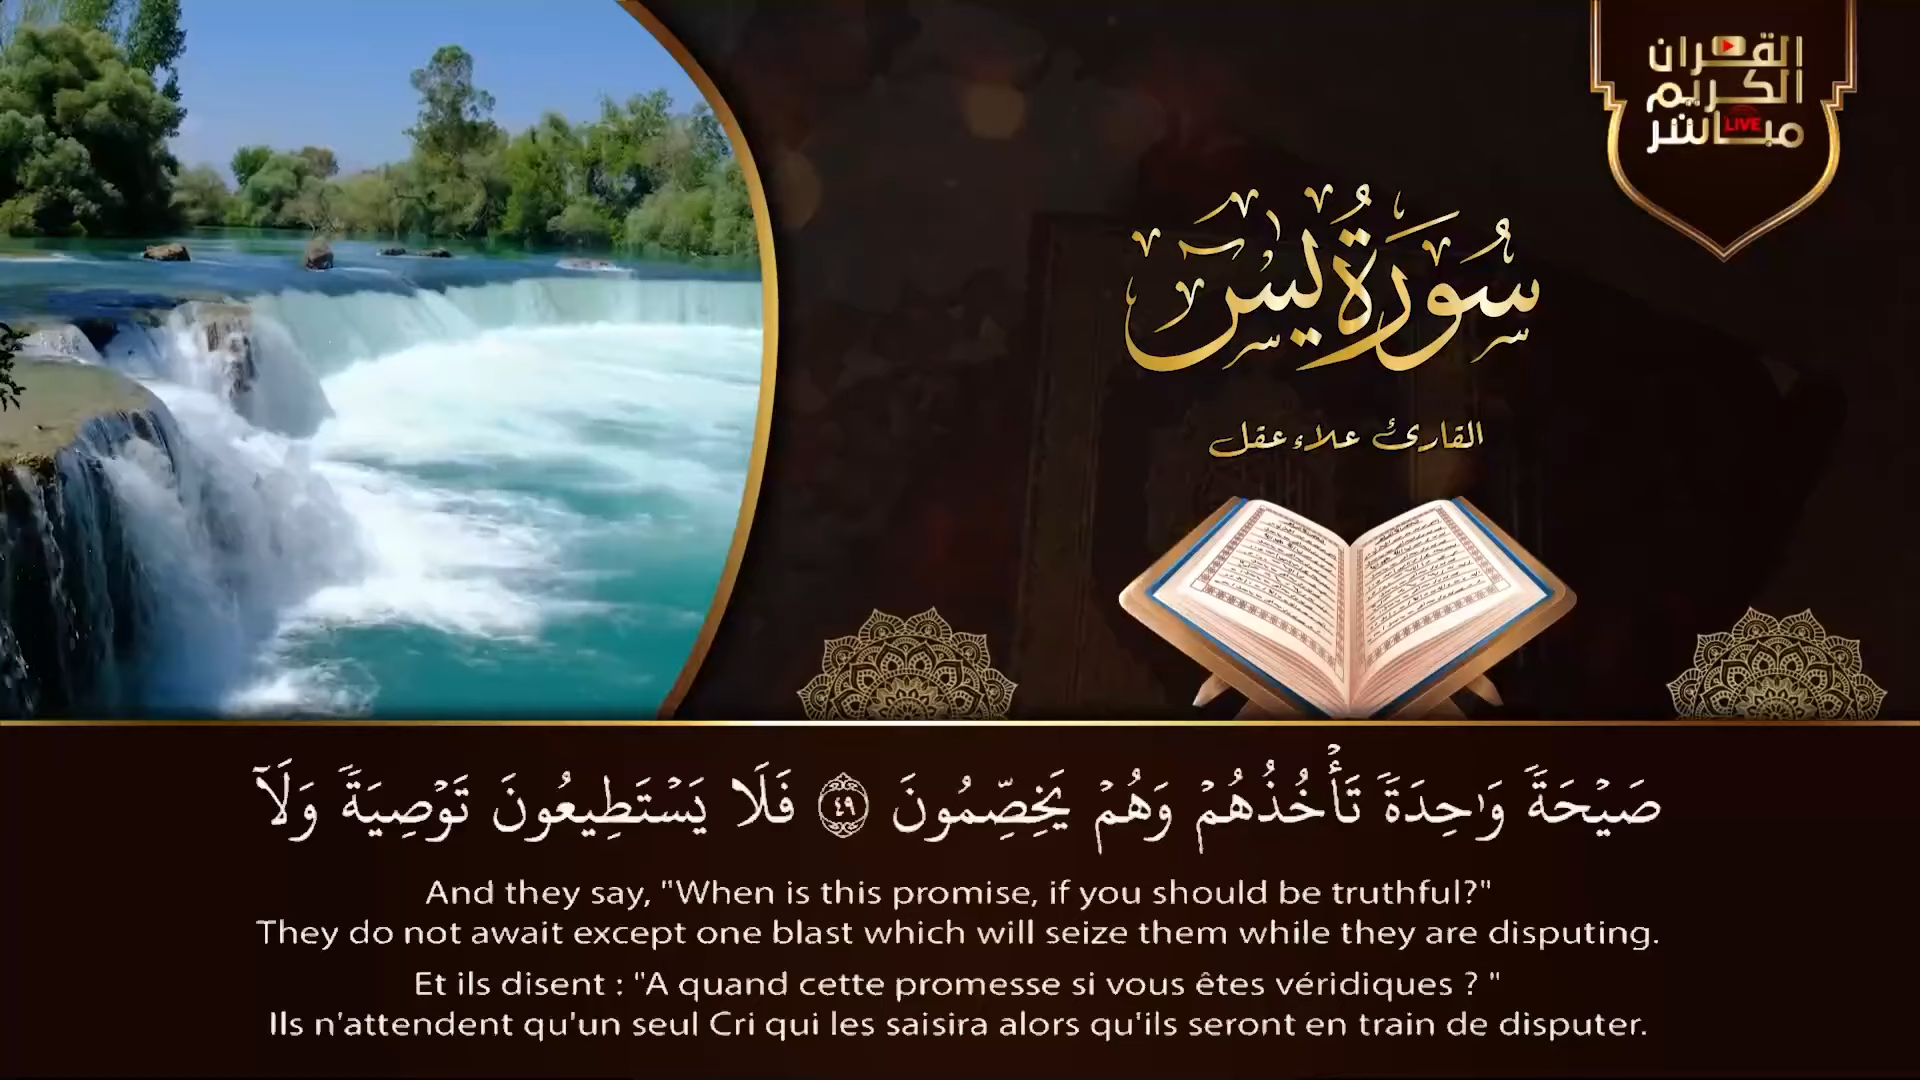 القرآن
الكريم
مباشر
LIVE
سُورَةُ يسٓ
القارئ علاء عقل
صَيْحَةً وَٰحِدَةً تَأْخُذُهُمْ وَهُمْ يَخِصِّمُونَ ٤٩ فَلَا يَسْتَطِيعُونَ تَوْصِيَةً وَلَآ
And they say, "When is this promise, if you should be truthful?"
They do not await except one blast which will seize them while they are disputing.
Et ils disent : "A quand cette promesse si vous êtes véridiques ? "
Ils n'attendent qu'un seul Cri qui les saisira alors qu'ils seront en train de disputer.